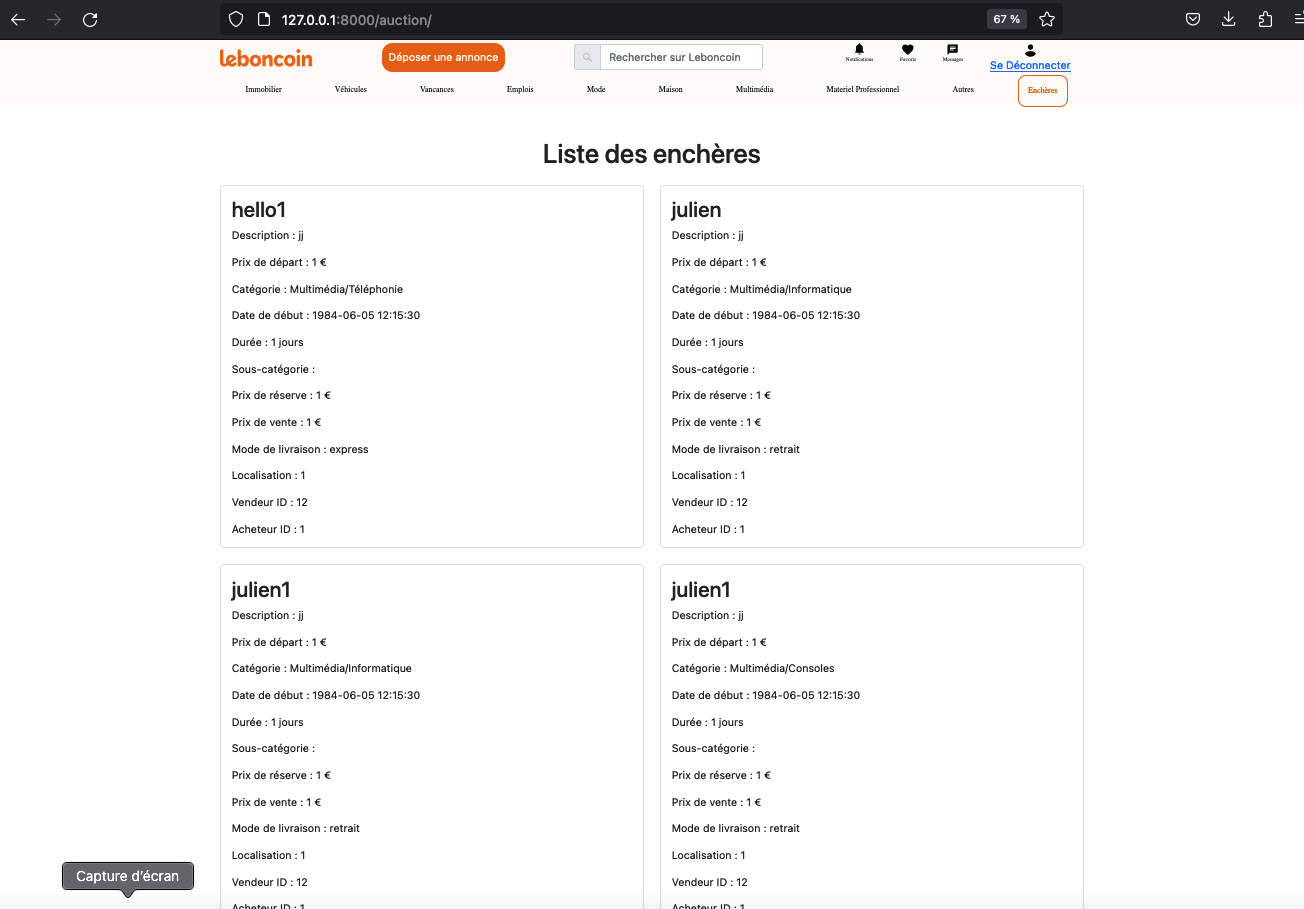 127.0.0.1:8000/auction/
67 %
leboncoin
Déposer une annonce
Rechercher sur Leboncoin
Notifications
Favoris
Messages
Se Déconnecter
Immobilier
Véhicules
Vancances
Emplois
Mode
Maison
Multimédia
Materiel Professionnel
Autres
Enchères
Liste des enchères
hello1
Description : jj
Prix de départ : 1 €
Catégorie : Multimédia/Téléphonie
Date de début : 1984-06-05 12:15:30
Durée : 1 jours
Sous-catégorie :
Prix de réserve : 1 €
Prix de vente : 1 €
Mode de livraison : express
Localisation : 1
Vendeur ID : 12
Acheteur ID : 1
julien
Description : jj
Prix de départ : 1 €
Catégorie : Multimédia/Informatique
Date de début : 1984-06-05 12:15:30
Durée : 1 jours
Sous-catégorie :
Prix de réserve : 1 €
Prix de vente : 1 €
Mode de livraison : retrait
Localisation : 1
Vendeur ID : 12
Acheteur ID : 1
julien1
Description : jj
Prix de départ : 1 €
Catégorie : Multimédia/Informatique
Date de début : 1984-06-05 12:15:30
Durée : 1 jours
Sous-catégorie :
Prix de réserve : 1 €
Prix de vente : 1 €
Mode de livraison : retrait
Localisation : 1
Vendeur ID : 12
Acheteur ID : 1
julien1
Description : jj
Prix de départ : 1 €
Catégorie : Multimédia/Consoles
Date de début : 1984-06-05 12:15:30
Durée : 1 jours
Sous-catégorie :
Prix de réserve : 1 €
Prix de vente : 1 €
Mode de livraison : retrait
Localisation : 1
Vendeur ID : 12
Acheteur ID : 1
Capture d'écran